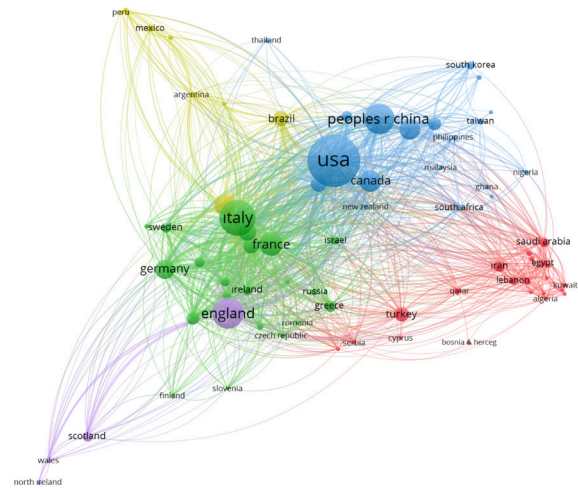 peru
mexico
thailand
south korea
argentina
brazil
peoples r china
taiwan
philippines
usa
malaysia
canada
nigeria
ghana
new zealand
south africa
italy
sweden
france
israel
saudi arabia
germany
iran
egypt
lebanon
kuwait
ireland
russia
qatar
algeria
greece
england
turkey
romania
czech republic
serbia
cyprus
bosnia & herceg
slovenia
finland
scotland
wales
north ireland